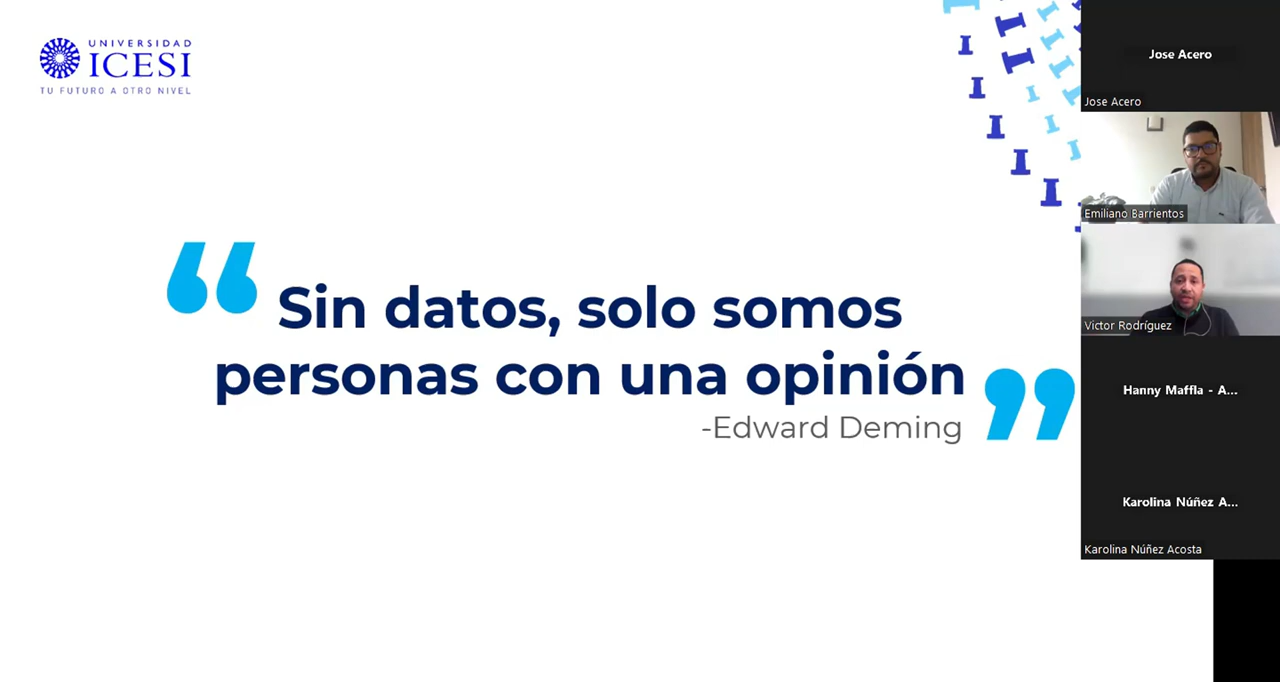 UNIVERSIDAD
ICESI
TU FUTURO A OTRO NIVEL
“Sin datos, solo somos
personas con una opinión”
-Edward Deming
Jose Acero
Jose Acero
Emiliano Barrientos
Victor Rodríguez
Hanny Maffla - A...
Karolina Núñez A...
Karolina Núñez Acosta